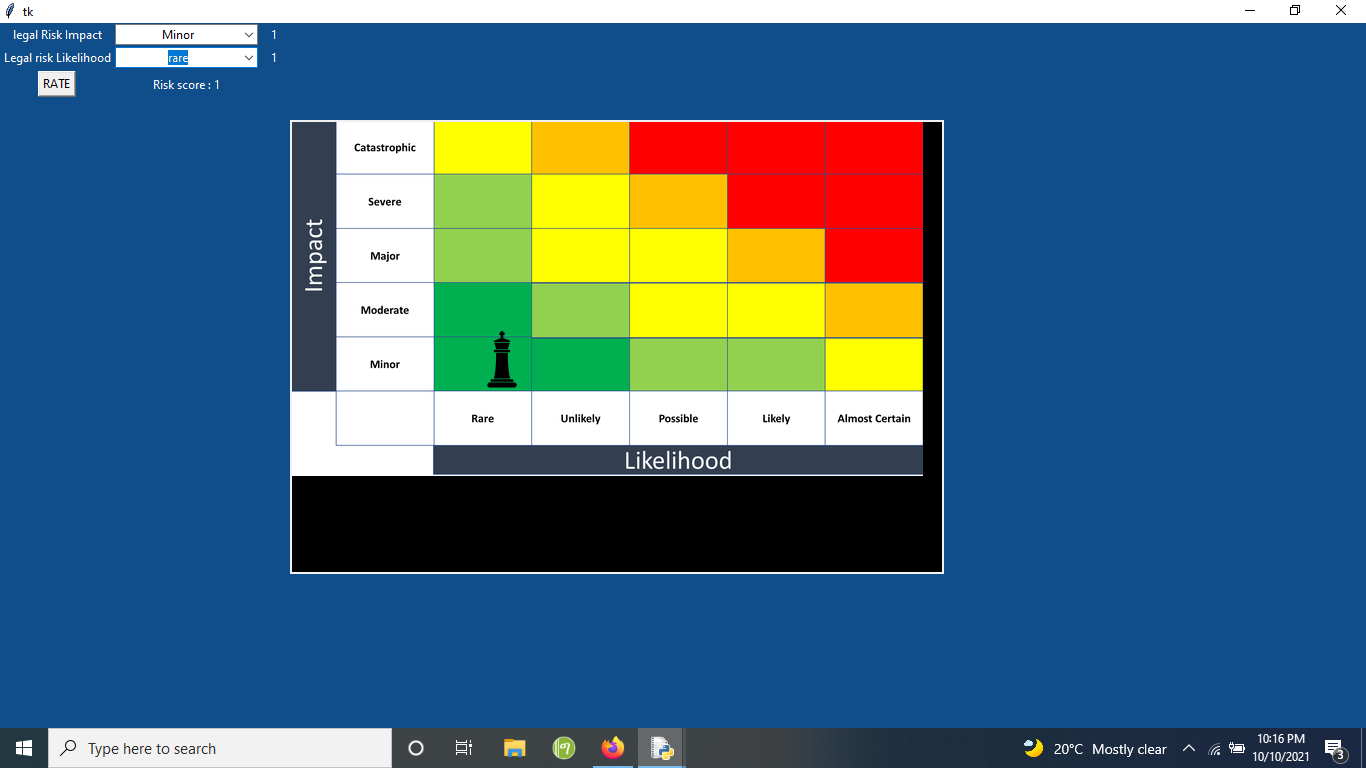 tk
legal Risk Impact Minor 1
Legal risk Likelihood rare 1
RATE Risk score : 1
Impact
Catastrophic
Severe
Major
Moderate
Minor
Rare Unlikely Possible Likely Almost Certain
Likelihood
Type here to search
20°C Mostly clear
10:16 PM
10/10/2021
3